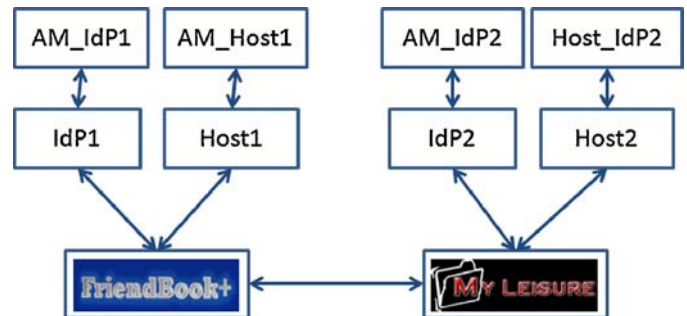 AM_IdP1 AM_Host1 AM_IdP2 Host_IdP2
IdP1 Host1 IdP2 Host2
FriendBook+ MY LEISURE